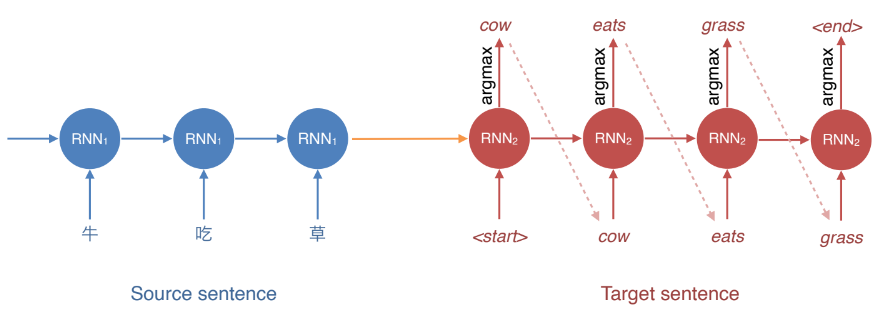 cow eats grass <end>
argmax argmax argmax argmax
RNN₁ RNN₁ RNN₁ RNN₂ RNN₂ RNN₂ RNN₂
牛 吃 草 <start> cow eats grass
Source sentence Target sentence